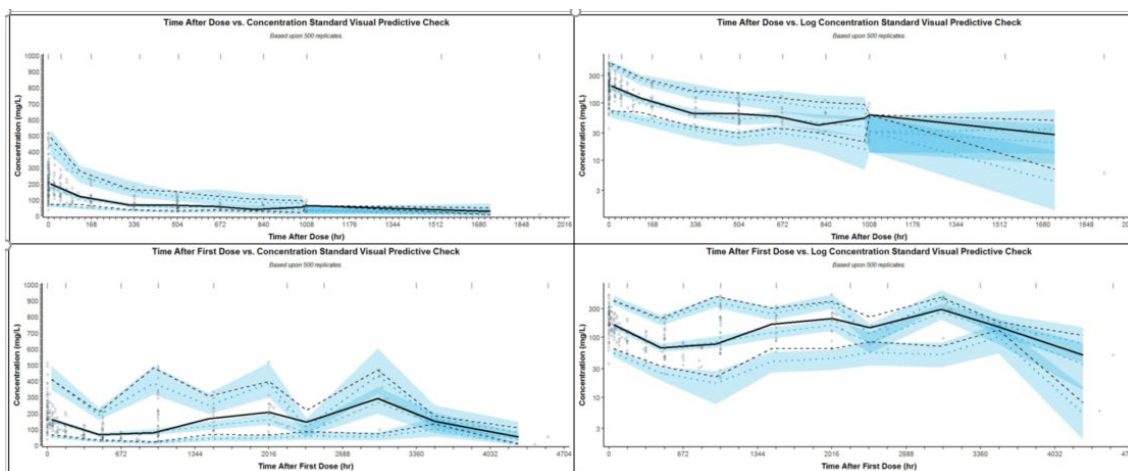 Time After Dose vs. Concentration Standard Visual Predictive Check
Based upon 500 replicates.
Concentration (mg/L)
1000
900
800
700
600
500
400
300
200
100
0
0 168 336 504 672 840 1008 1176 1344 1512 1680 1848 2016
Time After Dose (hr)
Time After Dose vs. Log Concentration Standard Visual Predictive Check
Based upon 500 replicates.
Concentration (mg/L)
300
100
30
10
3
0 168 336 504 672 840 1008 1176 1344 1512 1680 1848
Time After Dose (hr)
Time After First Dose vs. Concentration Standard Visual Predictive Check
Based upon 500 replicates.
Concentration (mg/L)
1000
900
800
700
600
500
400
300
200
100
0
0 672 1344 2016 2688 3360 4032 4704
Time After First Dose (hr)
Time After First Dose vs. Log Concentration Standard Visual Predictive Check
Based upon 500 replicates.
Concentration (mg/L)
300
100
30
10
3
0 672 1344 2016 2688 3360 4032
Time After First Dose (hr)